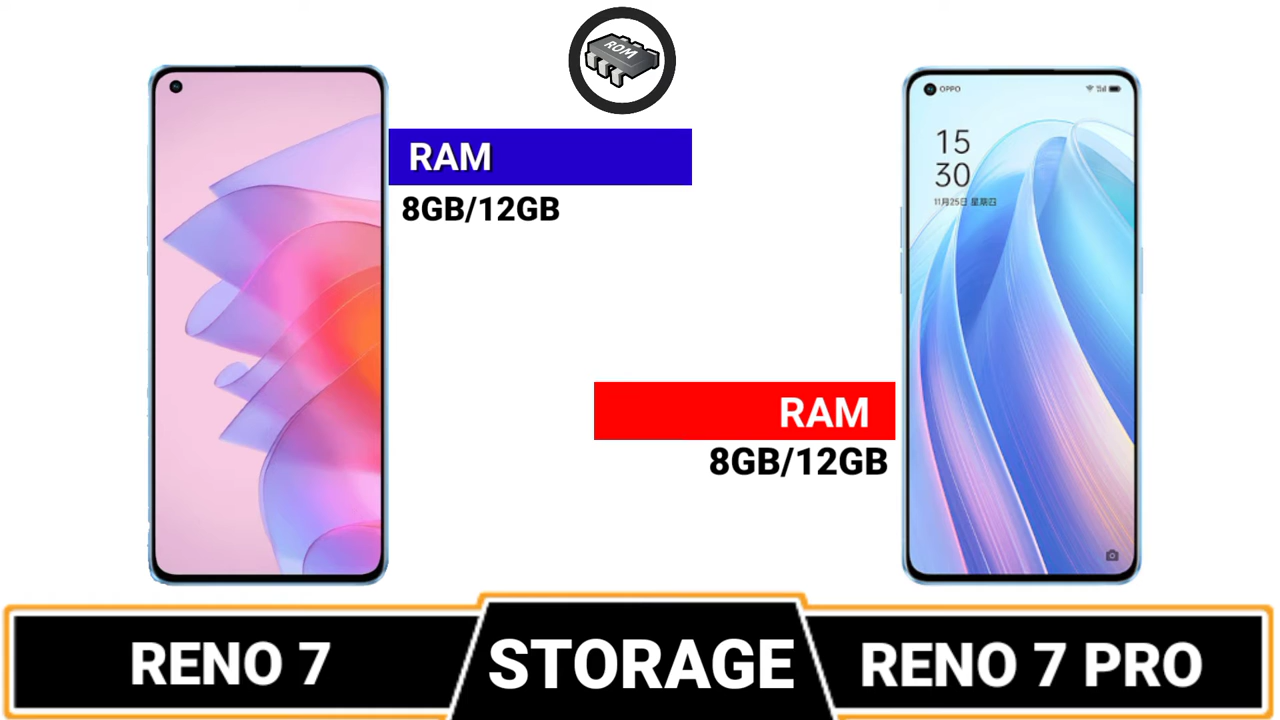 ROM
RAM
8GB/12GB
OPPO
15
30
11月25日 星期四
RAM
8GB/12GB
RENO 7
STORAGE
RENO 7 PRO